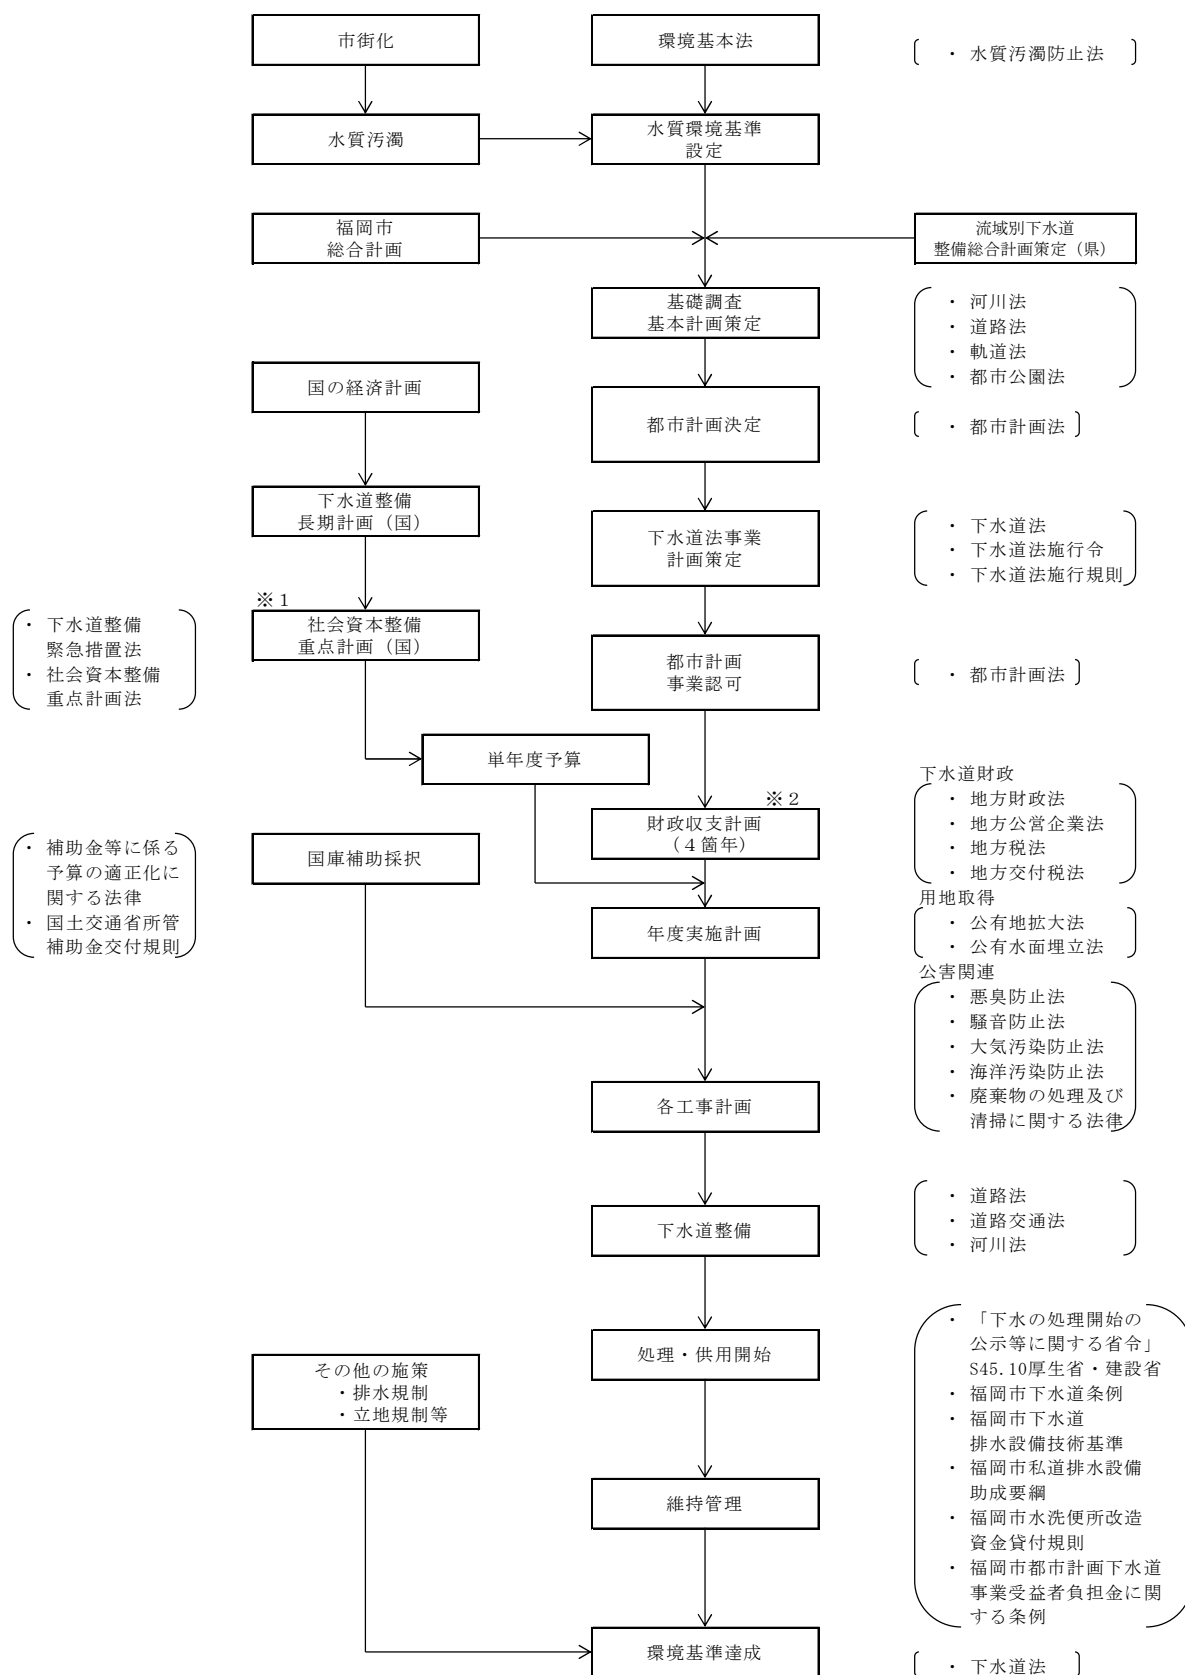 市街化
環境基本法
・ 水質汚濁防止法
水質汚濁
水質環境基準
設定
福岡市
総合計画
流域別下水道
整備総合計画策定（県）
基礎調査
基本計画策定
・ 河川法
・ 道路法
・ 軌道法
・ 都市公園法
国の経済計画
都市計画決定
・ 都市計画法
下水道整備
長期計画（国）
下水道法事業
計画策定
・ 下水道法
・ 下水道法施行令
・ 下水道法施行規則
※１
社会資本整備
重点計画（国）
・ 下水道整備
緊急措置法
・ 社会資本整備
重点計画法
都市計画
事業認可
・ 都市計画法
単年度予算
※２
財政収支計画
（４箇年）
下水道財政
・ 地方財政法
・ 地方公営企業法
・ 地方税法
・ 地方交付税法
国庫補助採択
・ 補助金等に係る
予算の適正化に
関する法律
・ 国土交通省所管
補助金交付規則
年度実施計画
用地取得
・ 公有地拡大法
・ 公有水面埋立法
公害関連
・ 悪臭防止法
・ 騒音防止法
・ 大気汚染防止法
・ 海洋汚染防止法
・ 廃棄物の処理及び
清掃に関する法律
各工事計画
下水道整備
・ 道路法
・ 道路交通法
・ 河川法
処理・供用開始
その他の施策
・排水規制
・立地規制等
・ 「下水の処理開始の
公示等に関する省令」
S45.10厚生省・建設省
・ 福岡市下水道条例
・ 福岡市下水道
排水設備技術基準
・ 福岡市私道排水設備
助成要綱
・ 福岡市水洗便所改造
資金貸付規則
・ 福岡市都市計画下水道
事業受益者負担金に関
する条例
維持管理
環境基準達成
・ 下水道法